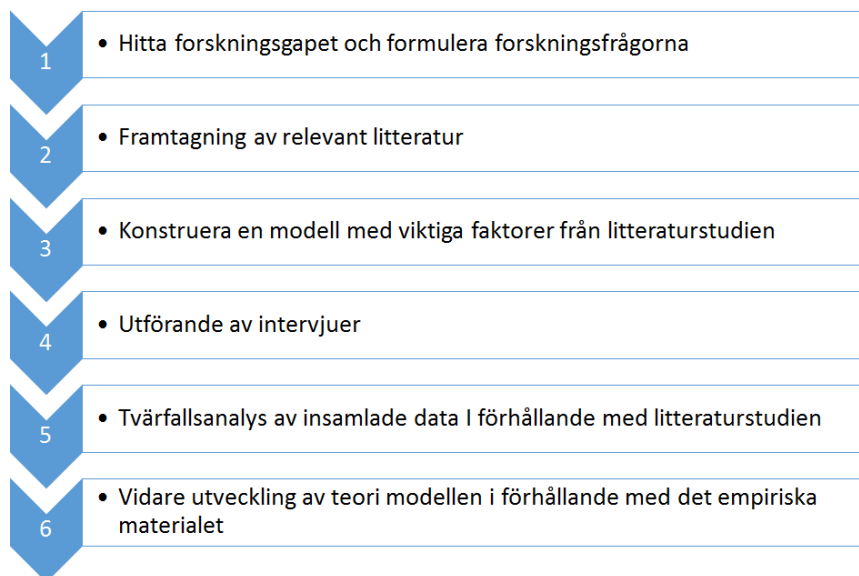 1
• Hitta forskningsgapet och formulera forskningsfrågorna
2
• Framtagning av relevant litteratur
3
• Konstruera en modell med viktiga faktorer från litteraturstudien
4
• Utförande av intervjuer
5
• Tvärfallsanalys av insamlade data I förhållande med litteraturstudien
6
• Vidare utveckling av teori modellen i förhållande med det empiriska
materialet